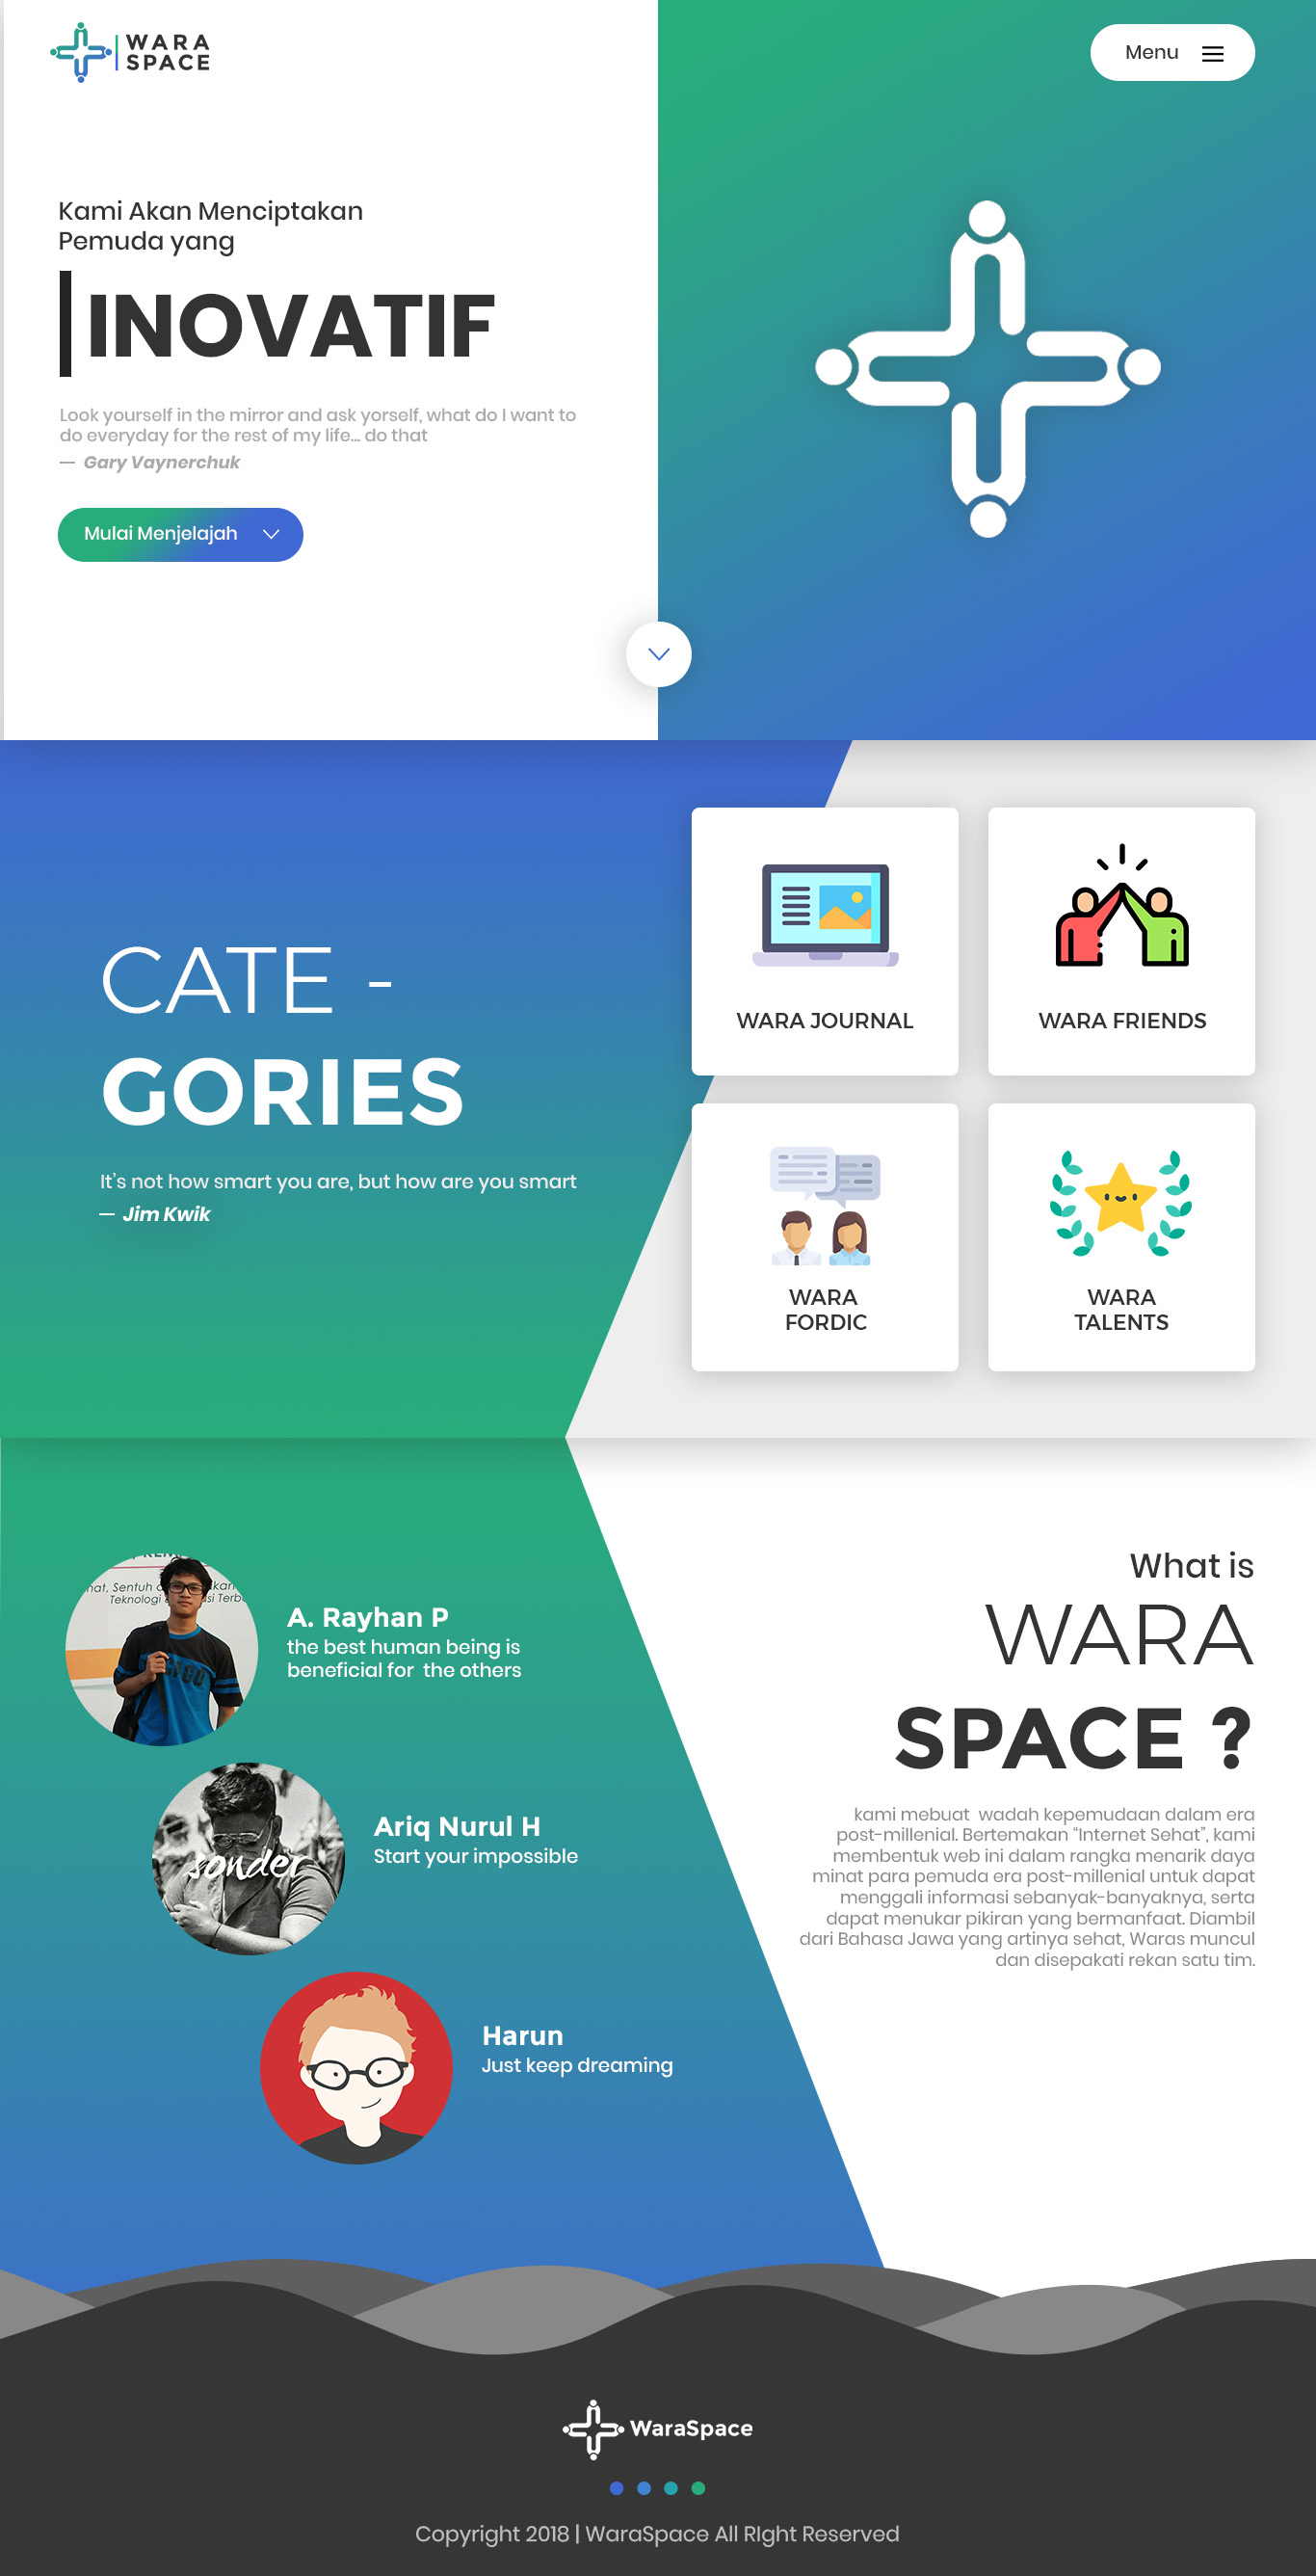 WARA
SPACE
Menu
Kami Akan Menciptakan
Pemuda yang
INOVATIF
Look yourself in the mirror and ask yorself, what do I want to
do everyday for the rest of my life... do that
— Gary Vaynerchuk
Mulai Menjelajah
CATE -
GORIES
It's not how smart you are, but how are you smart
— Jim Kwik
WARA JOURNAL
WARA FRIENDS
WARA
FORDIC
WARA
TALENTS
Sentuh
Teknologi
A. Rayhan P
the best human being is
beneficial for the others
sonder
Ariq Nurul H
Start your impossible
Harun
Just keep dreaming
What is
WARA
SPACE ?
kami mebuat wadah kepemudaan dalam era
post-millenial. Bertemakan “Internet Sehat”, kami
membentuk web ini dalam rangka menarik daya
minat para pemuda era post-millenial untuk dapat
menggali informasi sebanyak-banyaknya, serta
dapat menukar pikiran yang bermanfaat. Diambil
dari Bahasa Jawa yang artinya sehat, Waras muncul
dan disepakati rekan satu tim.
WaraSpace
Copyright 2018 | WaraSpace All RIght Reserved